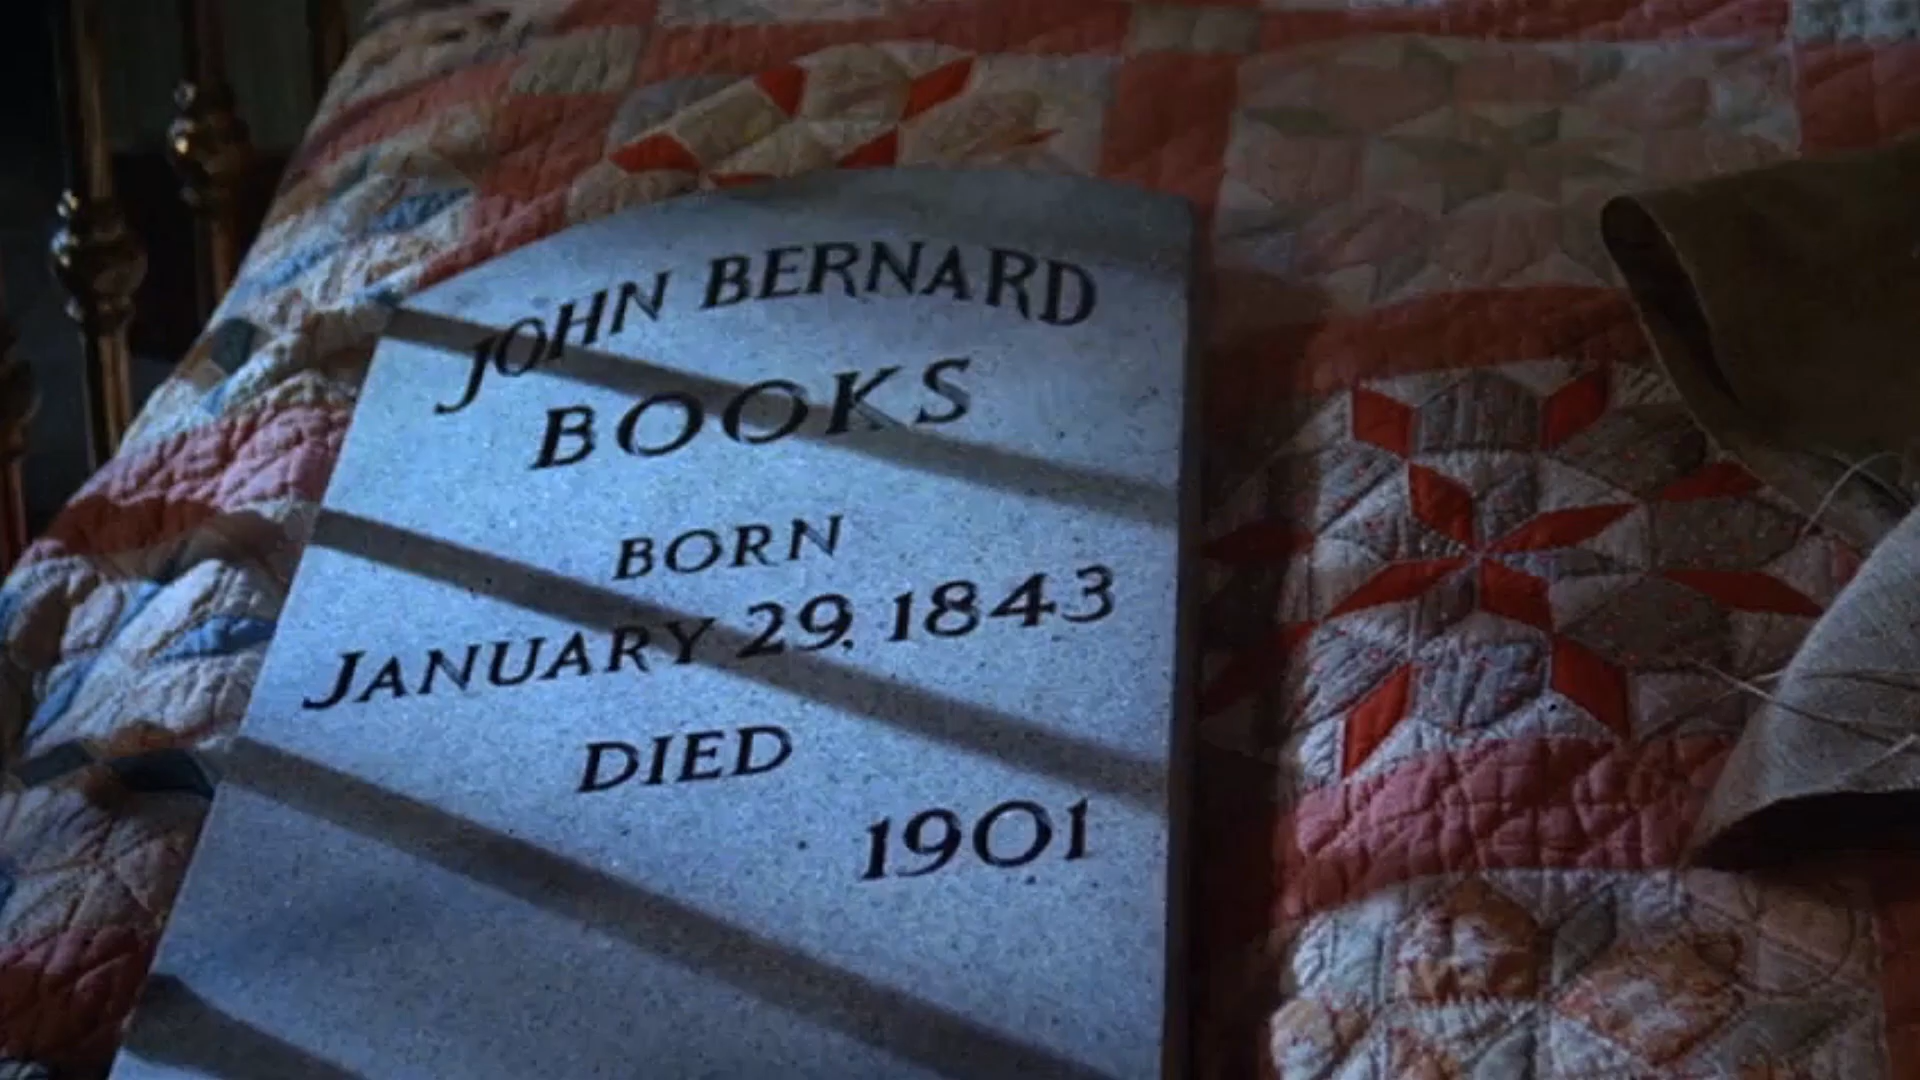 JOHN BERNARD
BOOKS
BORN
JANUARY 29, 1843
DIED
1901